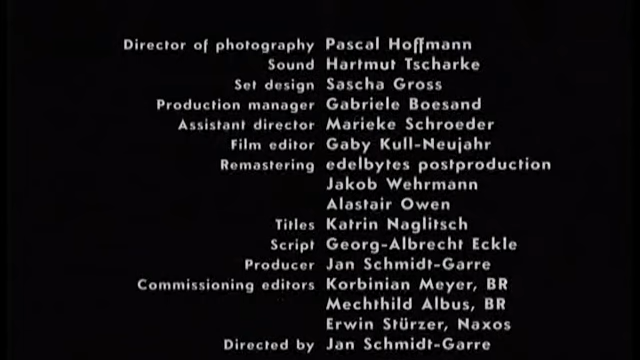 Director of photography Pascal Hoffmann
Sound Hartmut Tscharke
Set design Sascha Gross
Production manager Gabriele Boesand
Assistant director Marieke Schroeder
Film editor Gaby Kull-Neujahr
Remastering edelbytes postproduction
Jakob Wehrmann
Alastair Owen
Titles Katrin Naglitsch
Script Georg-Albrecht Eckle
Producer Jan Schmidt-Garre
Commissioning editors Korbinian Meyer, BR
Mechthild Albus, BR
Erwin Stürzer, Naxos
Directed by Jan Schmidt-Garre